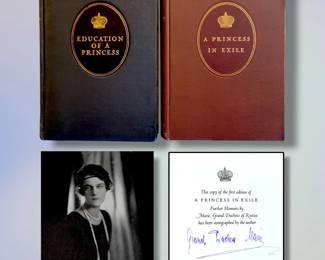 EDUCATION
OF A
PRINCESS
A PRINCESS
IN EXILE
This copy of the first edition of
A PRINCESS IN EXILE
Further Memoirs by
Marie, Grand Duchess of Russia
has been autographed by the author
Grand Duchess Marie